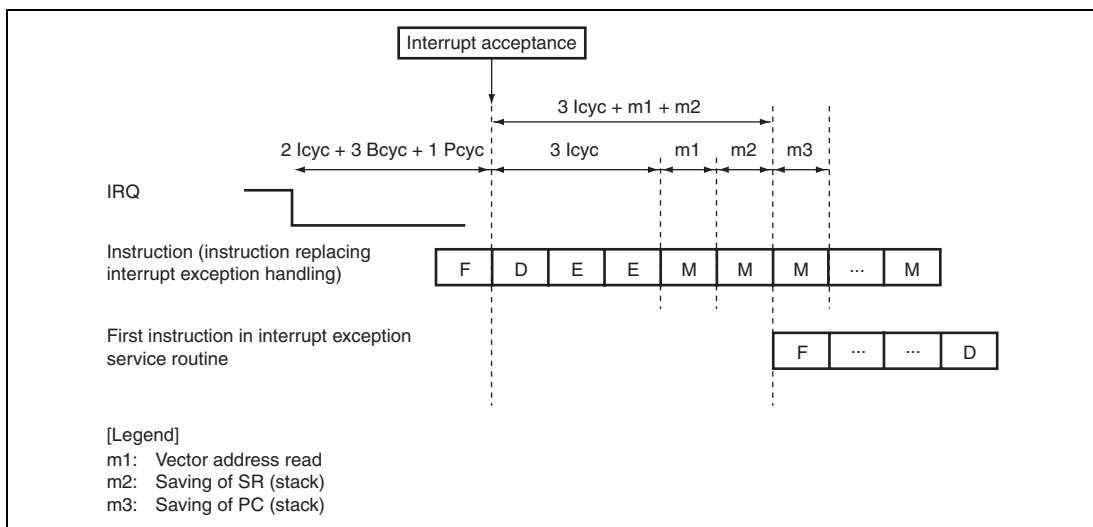 Interrupt acceptance
3 Icyc + m1 + m2
2 Icyc + 3 Bcyc + 1 Pcyc 3 Icyc m1 m2 m3
IRQ
Instruction (instruction replacing
interrupt exception handling)
F D E E M M M ... M
First instruction in interrupt exception
service routine
F ... ... D
[Legend]
m1: Vector address read
m2: Saving of SR (stack)
m3: Saving of PC (stack)